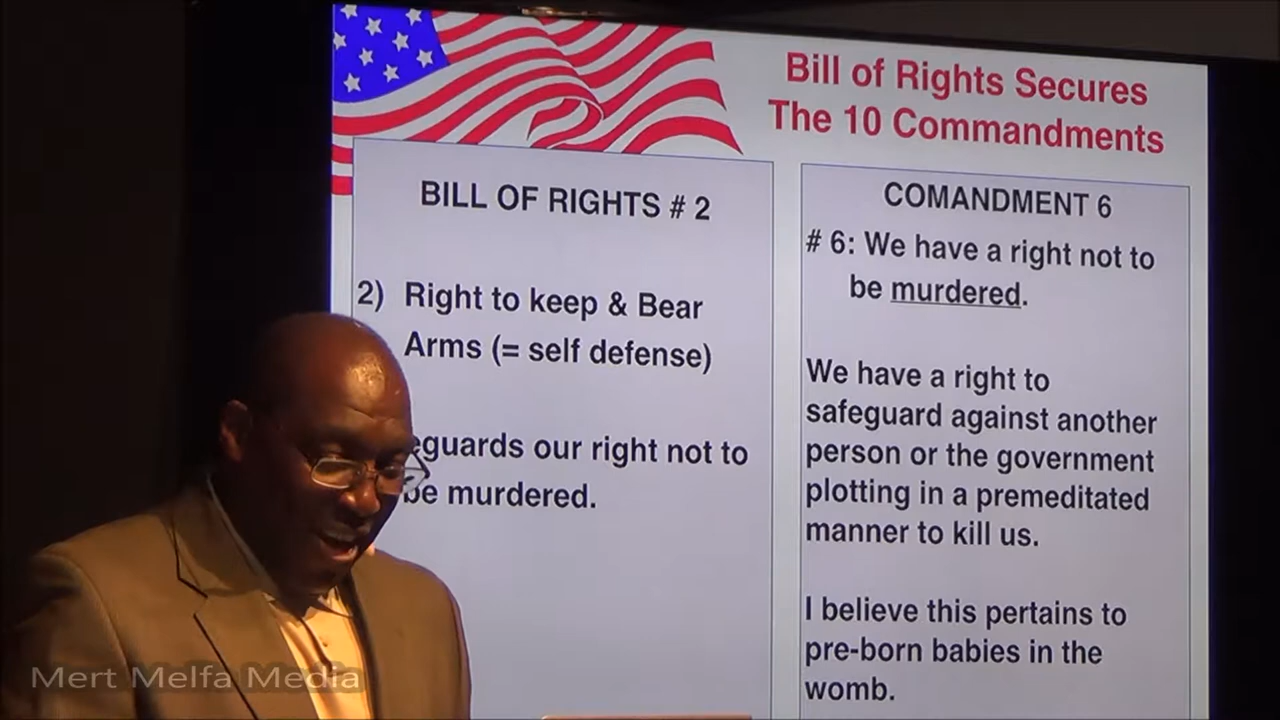 Bill of Rights Secures
The 10 Commandments
BILL OF RIGHTS # 2
2) Right to keep & Bear
Arms (= self defense)
eguards our right not to
be murdered.
COMANDMENT 6
# 6: We have a right not to
be murdered.
We have a right to
safeguard against another
person or the government
plotting in a premeditated
manner to kill us.
I believe this pertains to
pre-born babies in the
womb.
Mert Melfa Media